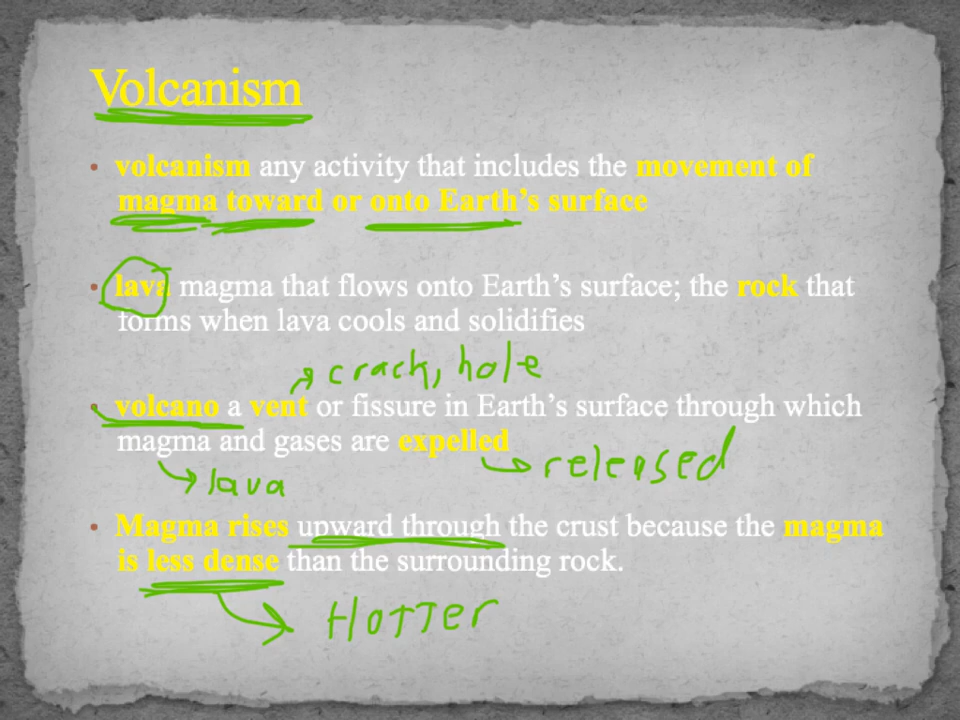 Volcanism
• volcanism any activity that includes the movement of
magma toward or onto Earth’s surface
• lava magma that flows onto Earth’s surface; the rock that
forms when lava cools and solidifies
crack, hole
• volcano a vent or fissure in Earth’s surface through which
magma and gases are expelled
lava
released
• Magma rises upward through the crust because the magma
is less dense than the surrounding rock.
HOTTer